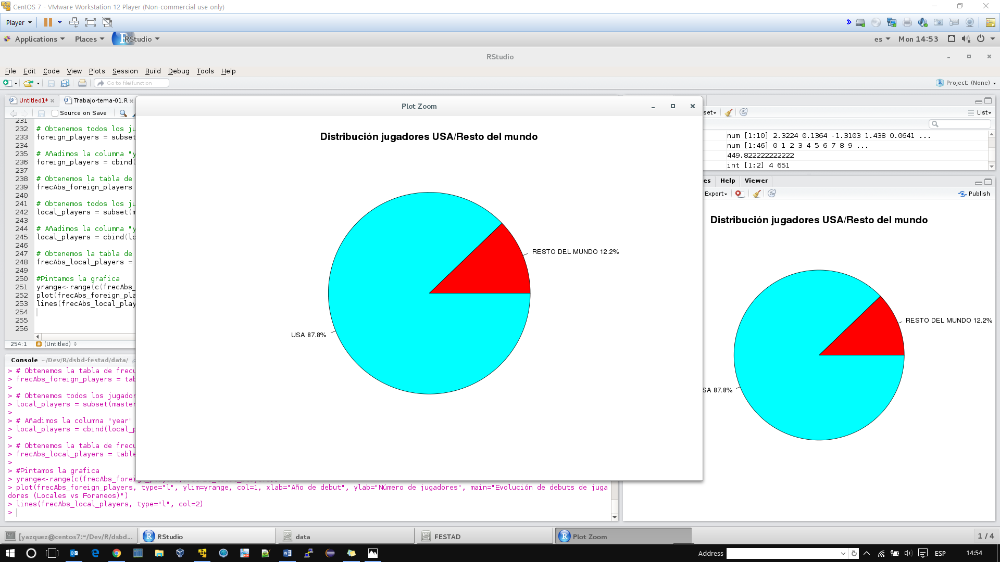 CentOS 7 - VMware Workstation 12 Player (Non-commercial use only)
Player
Applications
Places
RStudio
es
Mon 14:53
RStudio
File Edit Code View Plots Session Build Debug Tools Help
Go to file/function
Project: (None)
Untitled1*
Trabajo-tema-01.R
Source on Save
231
232 # Obtenemos todos los ju
233 foreign_players = subset
234
235 # Añadimos la columna "y
236 foreign_players = cbind(
237
238 # Obtenemos la tabla de
239 frecAbs_foreign_players
240
241 # Obtenemos todos los ju
242 local_players = subset(m
243
244 # Añadimos la columna "y
245 local_players = cbind(lo
246
247 # Obtenemos la tabla de
248 frecAbs_local_players =
249
250 #Pintamos la grafica
251 yrange<-range(c(frecAbs_
252 plot(frecAbs_foreign_pla
253 lines(frecAbs_local_play
254
255
256
254:1
(Untitled)
Console ~/Dev/R/dsbd-festad/data/
> # Obtenemos la tabla de frecu
> frecAbs_foreign_players = tab
>
> # Obtenemos todos los jugador
> local_players = subset(master
>
> # Añadimos la columna "year"
> local_players = cbind(local_p
>
> # Obtenemos la tabla de frecu
> frecAbs_local_players = table
>
> #Pintamos la grafica
> yrange<-range(c(frecAbs_foreign_players,frecAbs_local_players))
> plot(frecAbs_foreign_players, type="l", ylim=yrange, col=1, xlab="Año de debut", ylab="Número de jugadores", main="Evolución de debuts de juga
dores (Locales vs Foraneos)")
> lines(frecAbs_local_players, type="l", col=2)
>
Plot Zoom
Distribución jugadores USA/Resto del mundo
RESTO DEL MUNDO 12.2%
USA 87.8%
set
List
num [1:10] 2.3224 0.1364 -1.3103 1.438 0.0641 ...
num [1:46] 0 1 2 3 4 5 6 7 8 9 ...
449.822222222222
int [1:2] 4 651
es Help Viewer
Export
Publish
Distribución jugadores USA/Resto del mundo
RESTO DEL MUNDO 12.2%
SA 87.8%
[yazquez@centos7:~/Dev/R/dsbd...
RStudio
data
FESTAD
Plot Zoom
1 / 4
Address
ESP
14:54